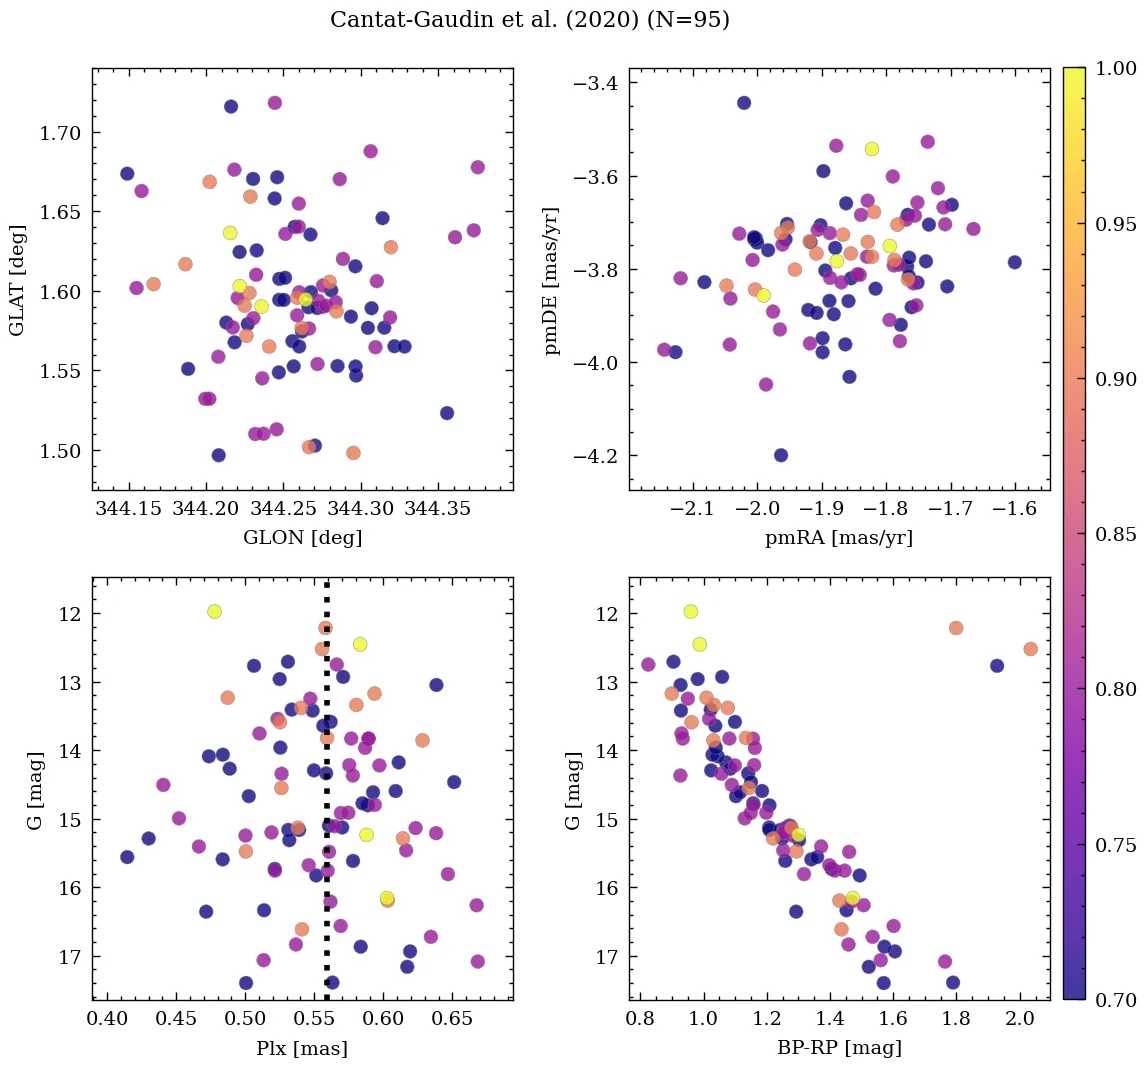 Cantat-Gaudin et al. (2020) (N=95)
GLAT [deg]
1.70
1.65
1.60
1.55
1.50
344.15 344.20 344.25 344.30 344.35
GLON [deg]
pmDE [mas/yr]
−3.4
−3.6
−3.8
−4.0
−4.2
−2.1 −2.0 −1.9 −1.8 −1.7 −1.6
pmRA [mas/yr]
G [mag]
12
13
14
15
16
17
0.40 0.45 0.50 0.55 0.60 0.65
Plx [mas]
G [mag]
12
13
14
15
16
17
0.8 1.0 1.2 1.4 1.6 1.8 2.0
BP-RP [mag]
1.00
0.95
0.90
0.85
0.80
0.75
0.70